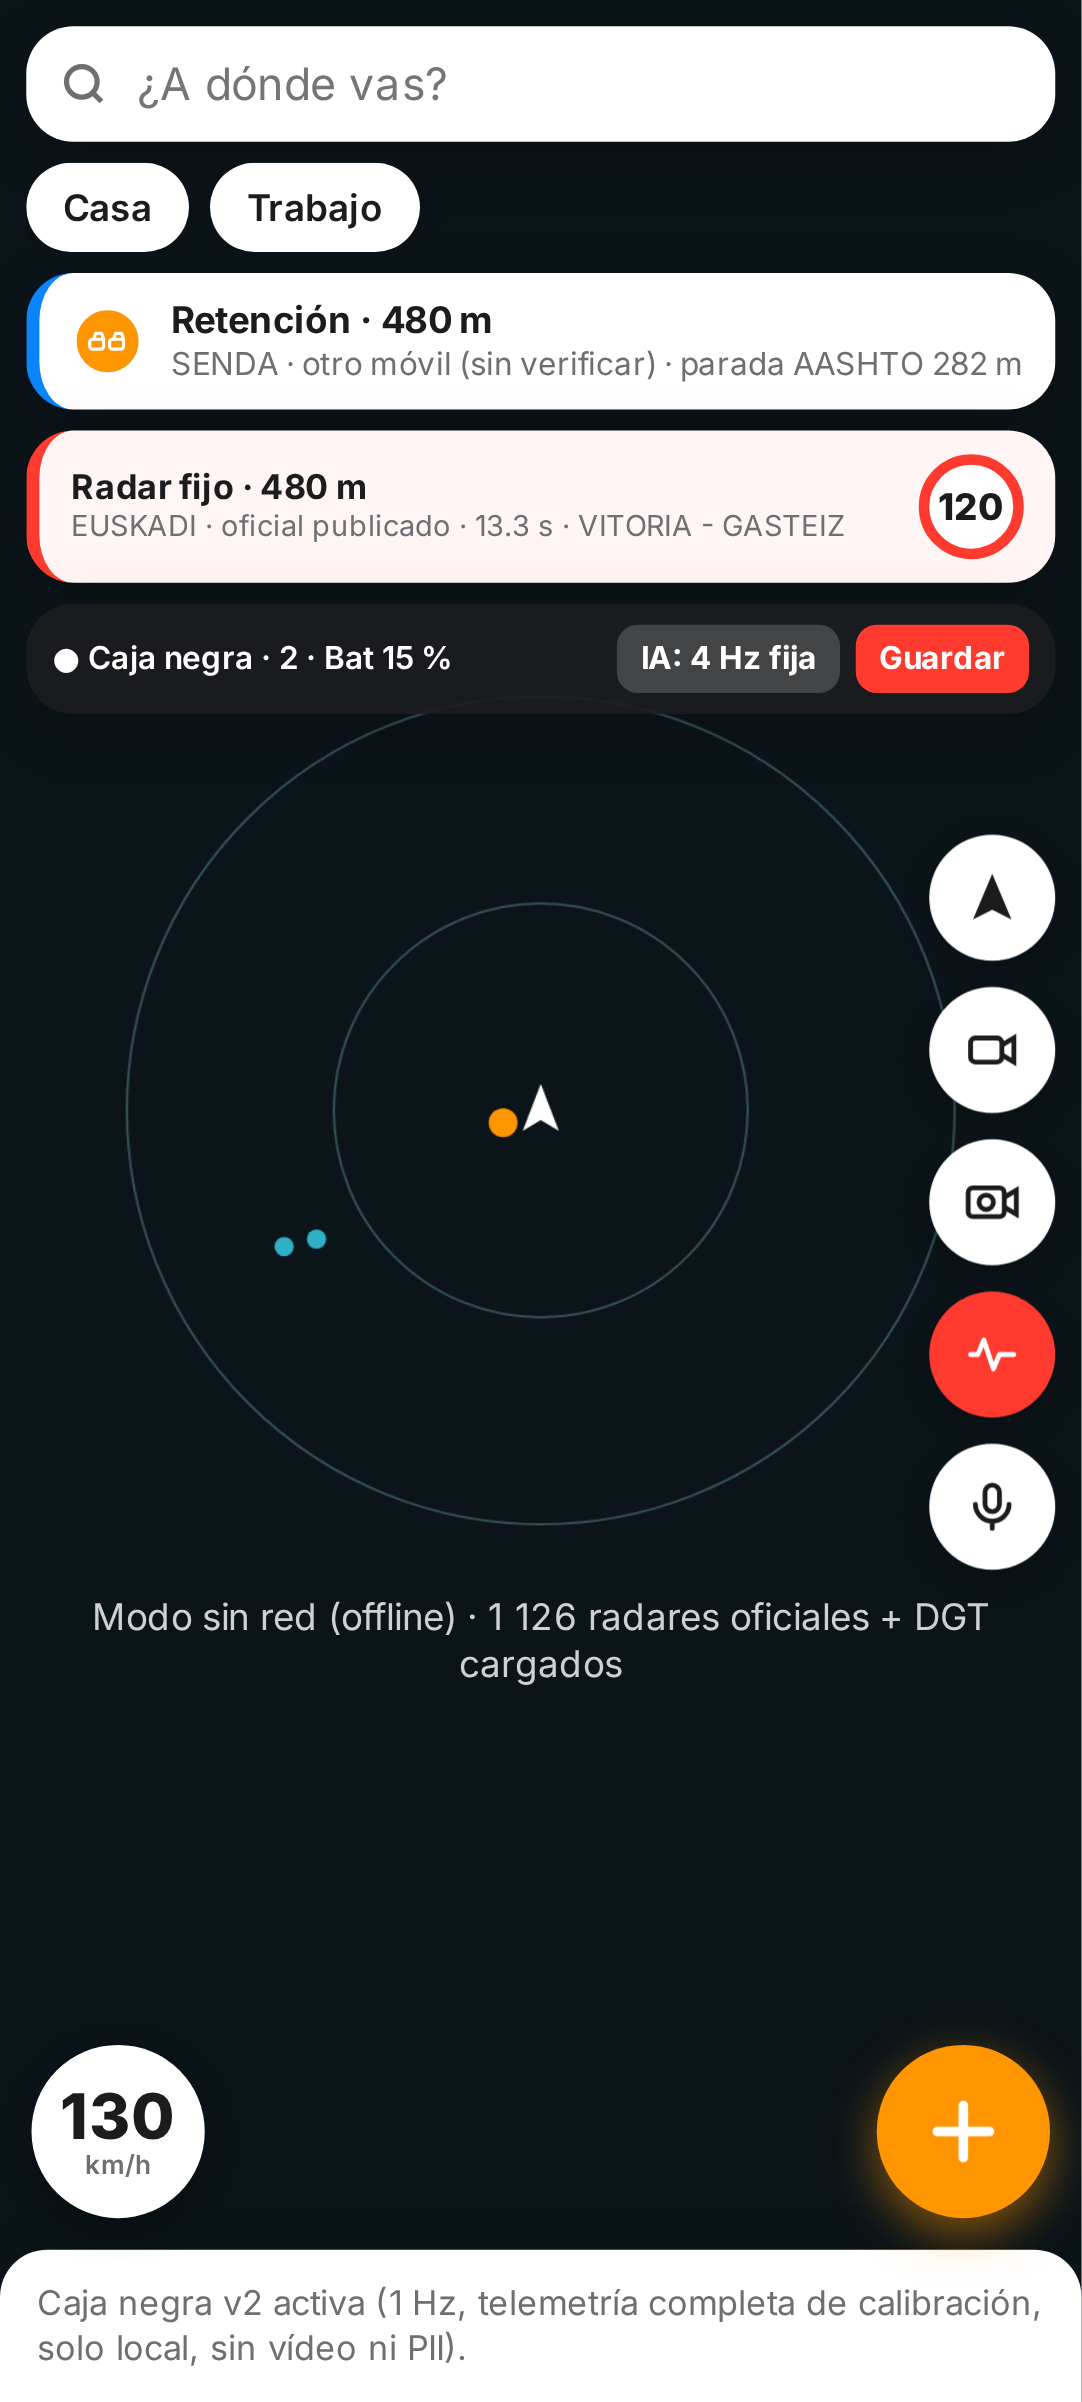 ¿A dónde vas?
Casa
Trabajo
Retención · 480 m
SENDA · otro móvil (sin verificar) · parada AASHTO 282 m
Radar fijo · 480 m
EUSKADI · oficial publicado · 13.3 s · VITORIA - GASTEIZ
120
Caja negra · 2 · Bat 15 %
IA: 4 Hz fija
Guardar
Modo sin red (offline) · 1 126 radares oficiales + DGT
cargados
130
km/h
Caja negra v2 activa (1 Hz, telemetría completa de calibración,
solo local, sin vídeo ni PII).